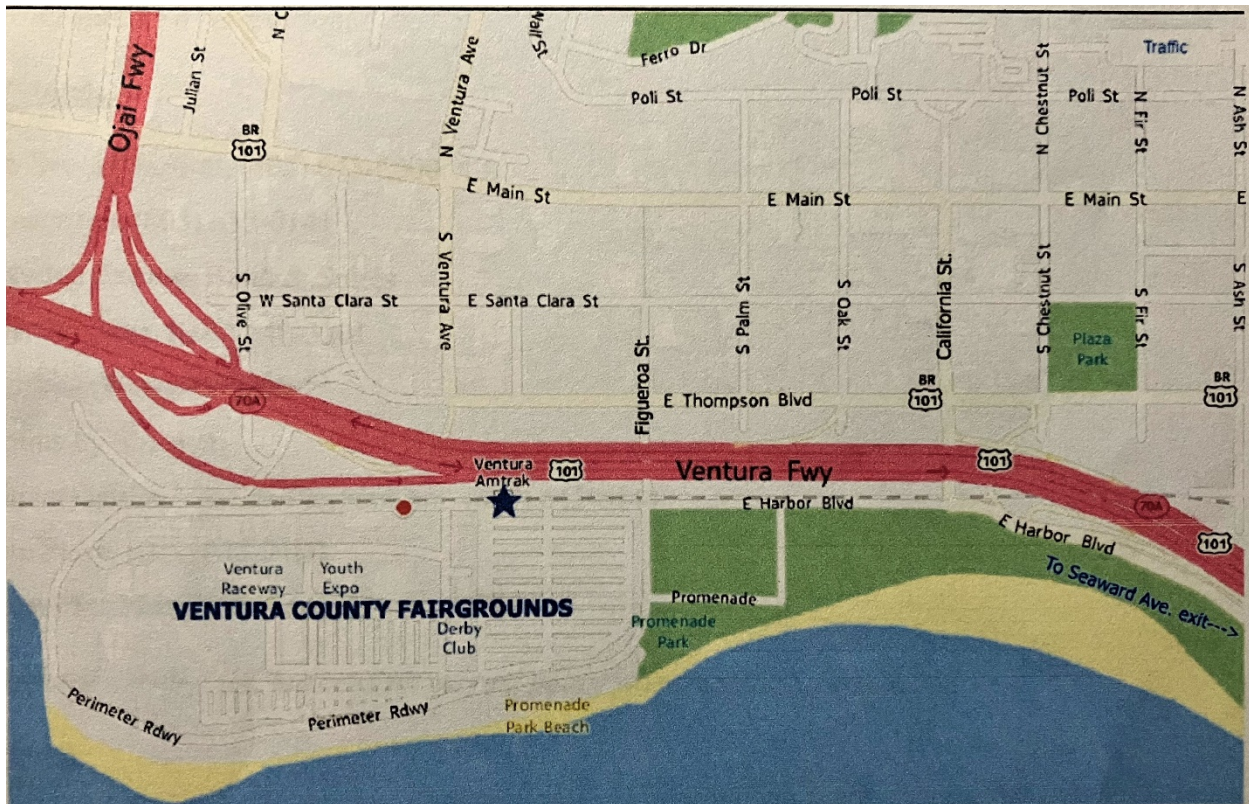 Ojai Fwy
Julian St
N C
N Ventura Ave
Wall St
Ferro Dr
Poli St
Poli St
Poli St
N Chestnut St
N Fir St
Traffic
N Ash St
BR
101
E Main St
E Main St
E Main St
E
S Olive St
W Santa Clara St
S Ventura Ave
E Santa Clara St
Figueroa St.
S Palm St
S Oak St
California St.
S Chestnut St
Plaza
Park
S Fir St
S Ash St
70A
E Thompson Blvd
BR
101
BR
101
Ventura
Amtrak
101
Ventura Fwy
101
70A
101
E Harbor Blvd
E Harbor Blvd
To Seaward Ave. exit--->
Ventura
Raceway
Youth
Expo
VENTURA COUNTY FAIRGROUNDS
Derby
Club
Promenade
Promenade
Park
Perimeter Rdwy
Perimeter Rdwy
Promenade
Park Beach